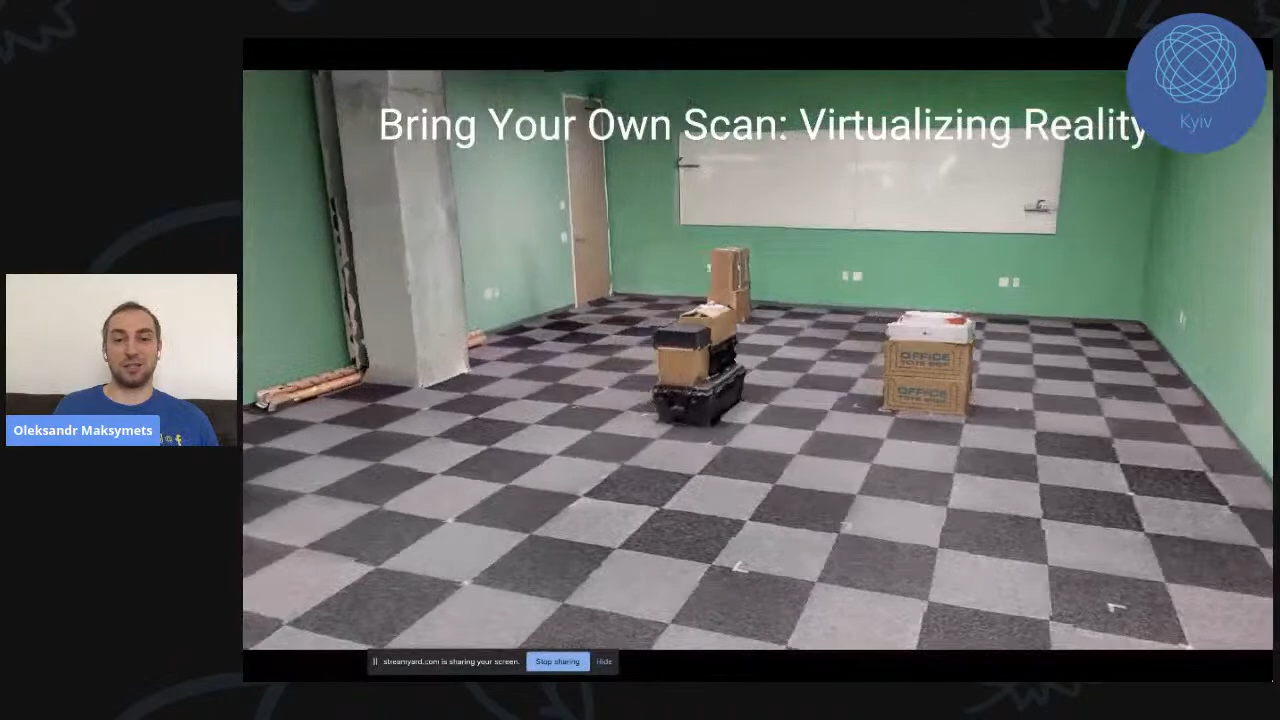 Bring Your Own Scan: Virtualizing Reality
Kyiv
OFFICE
OFFICE
Oleksandr Maksymets
streamyard.com is sharing your screen.
Stop sharing
Hide